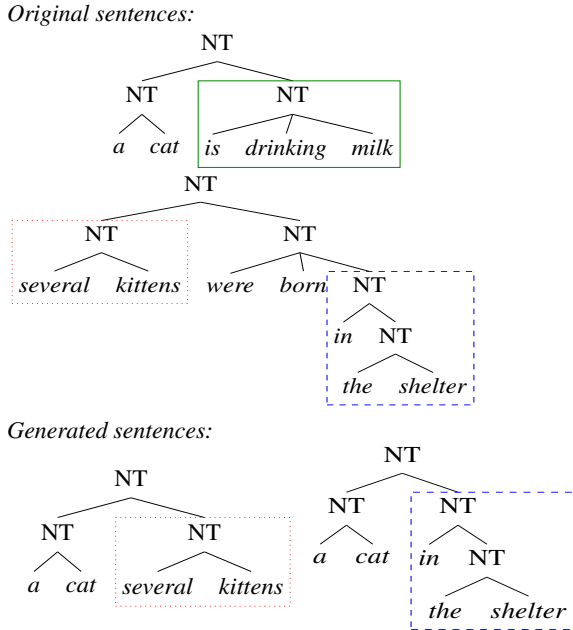 Original sentences:
NT
NT NT
a cat is drinking milk
NT
NT NT
several kittens were born NT
in NT
the shelter
Generated sentences:
NT
NT NT
a cat several kittens
NT
NT NT
a cat in NT
the shelter